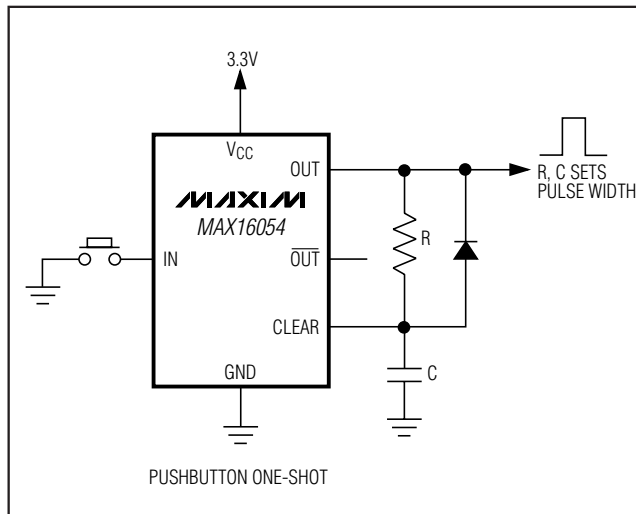 3.3V
VCC
OUT
R, C SETS
PULSE WIDTH
MAXIM
MAX16054
IN
OUT
R
CLEAR
GND
C
PUSHBUTTON ONE-SHOT